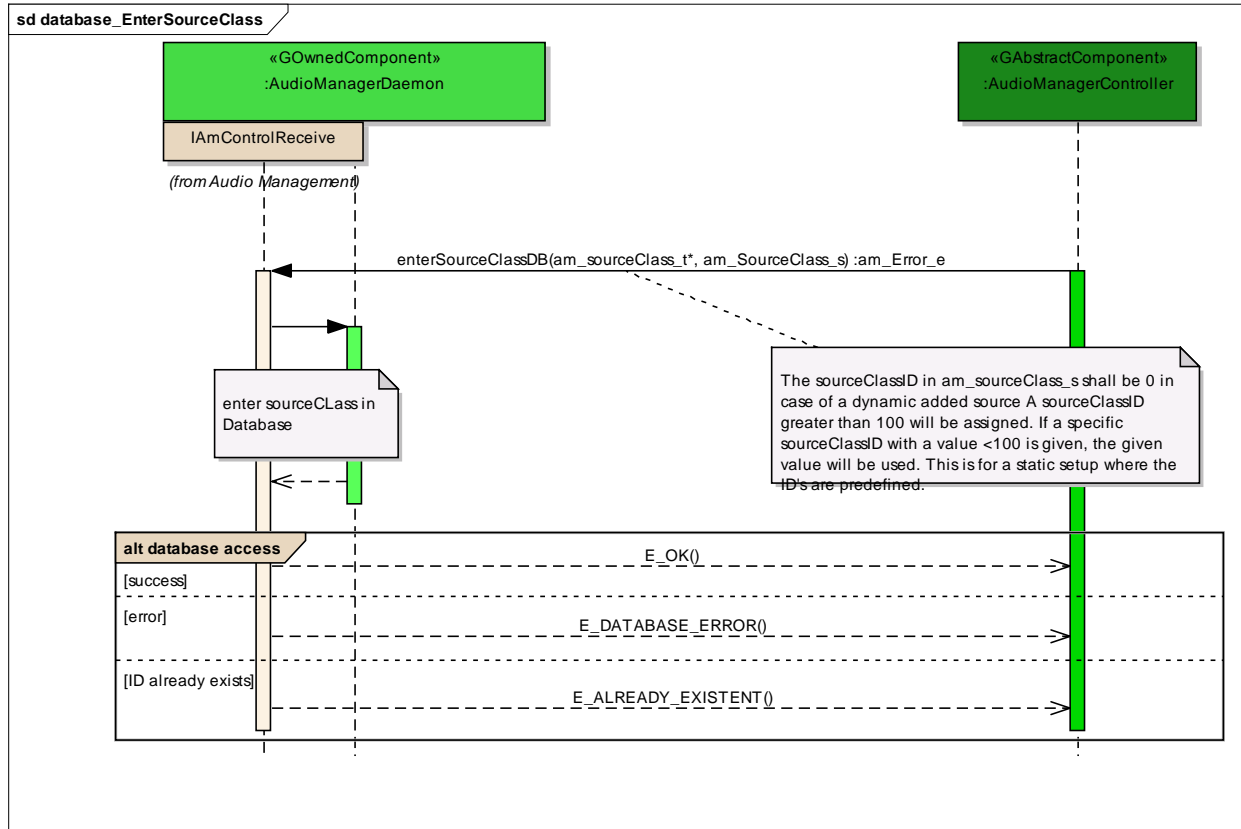 sd database_EnterSourceClass
«GOwnedComponent»
:AudioManagerDaemon
«GAbstractComponent»
:AudioManagerController
IAmControlReceive
(from Audio Management)
enterSourceClassDB(am_sourceClass_t*, am_SourceClass_s) :am_Error_e
The sourceClassID in am_sourceClass_s shall be 0 in
case of a dynamic added source A sourceClassID
greater than 100 will be assigned. If a specific
sourceClassID with a value <100 is given, the given
value will be used. This is for a static setup where the
ID's are predefined.
enter sourceCLass in
Database
alt database access
E_OK()
[success]
[error]
E_DATABASE_ERROR()
[ID already exists]
E_ALREADY_EXISTENT()